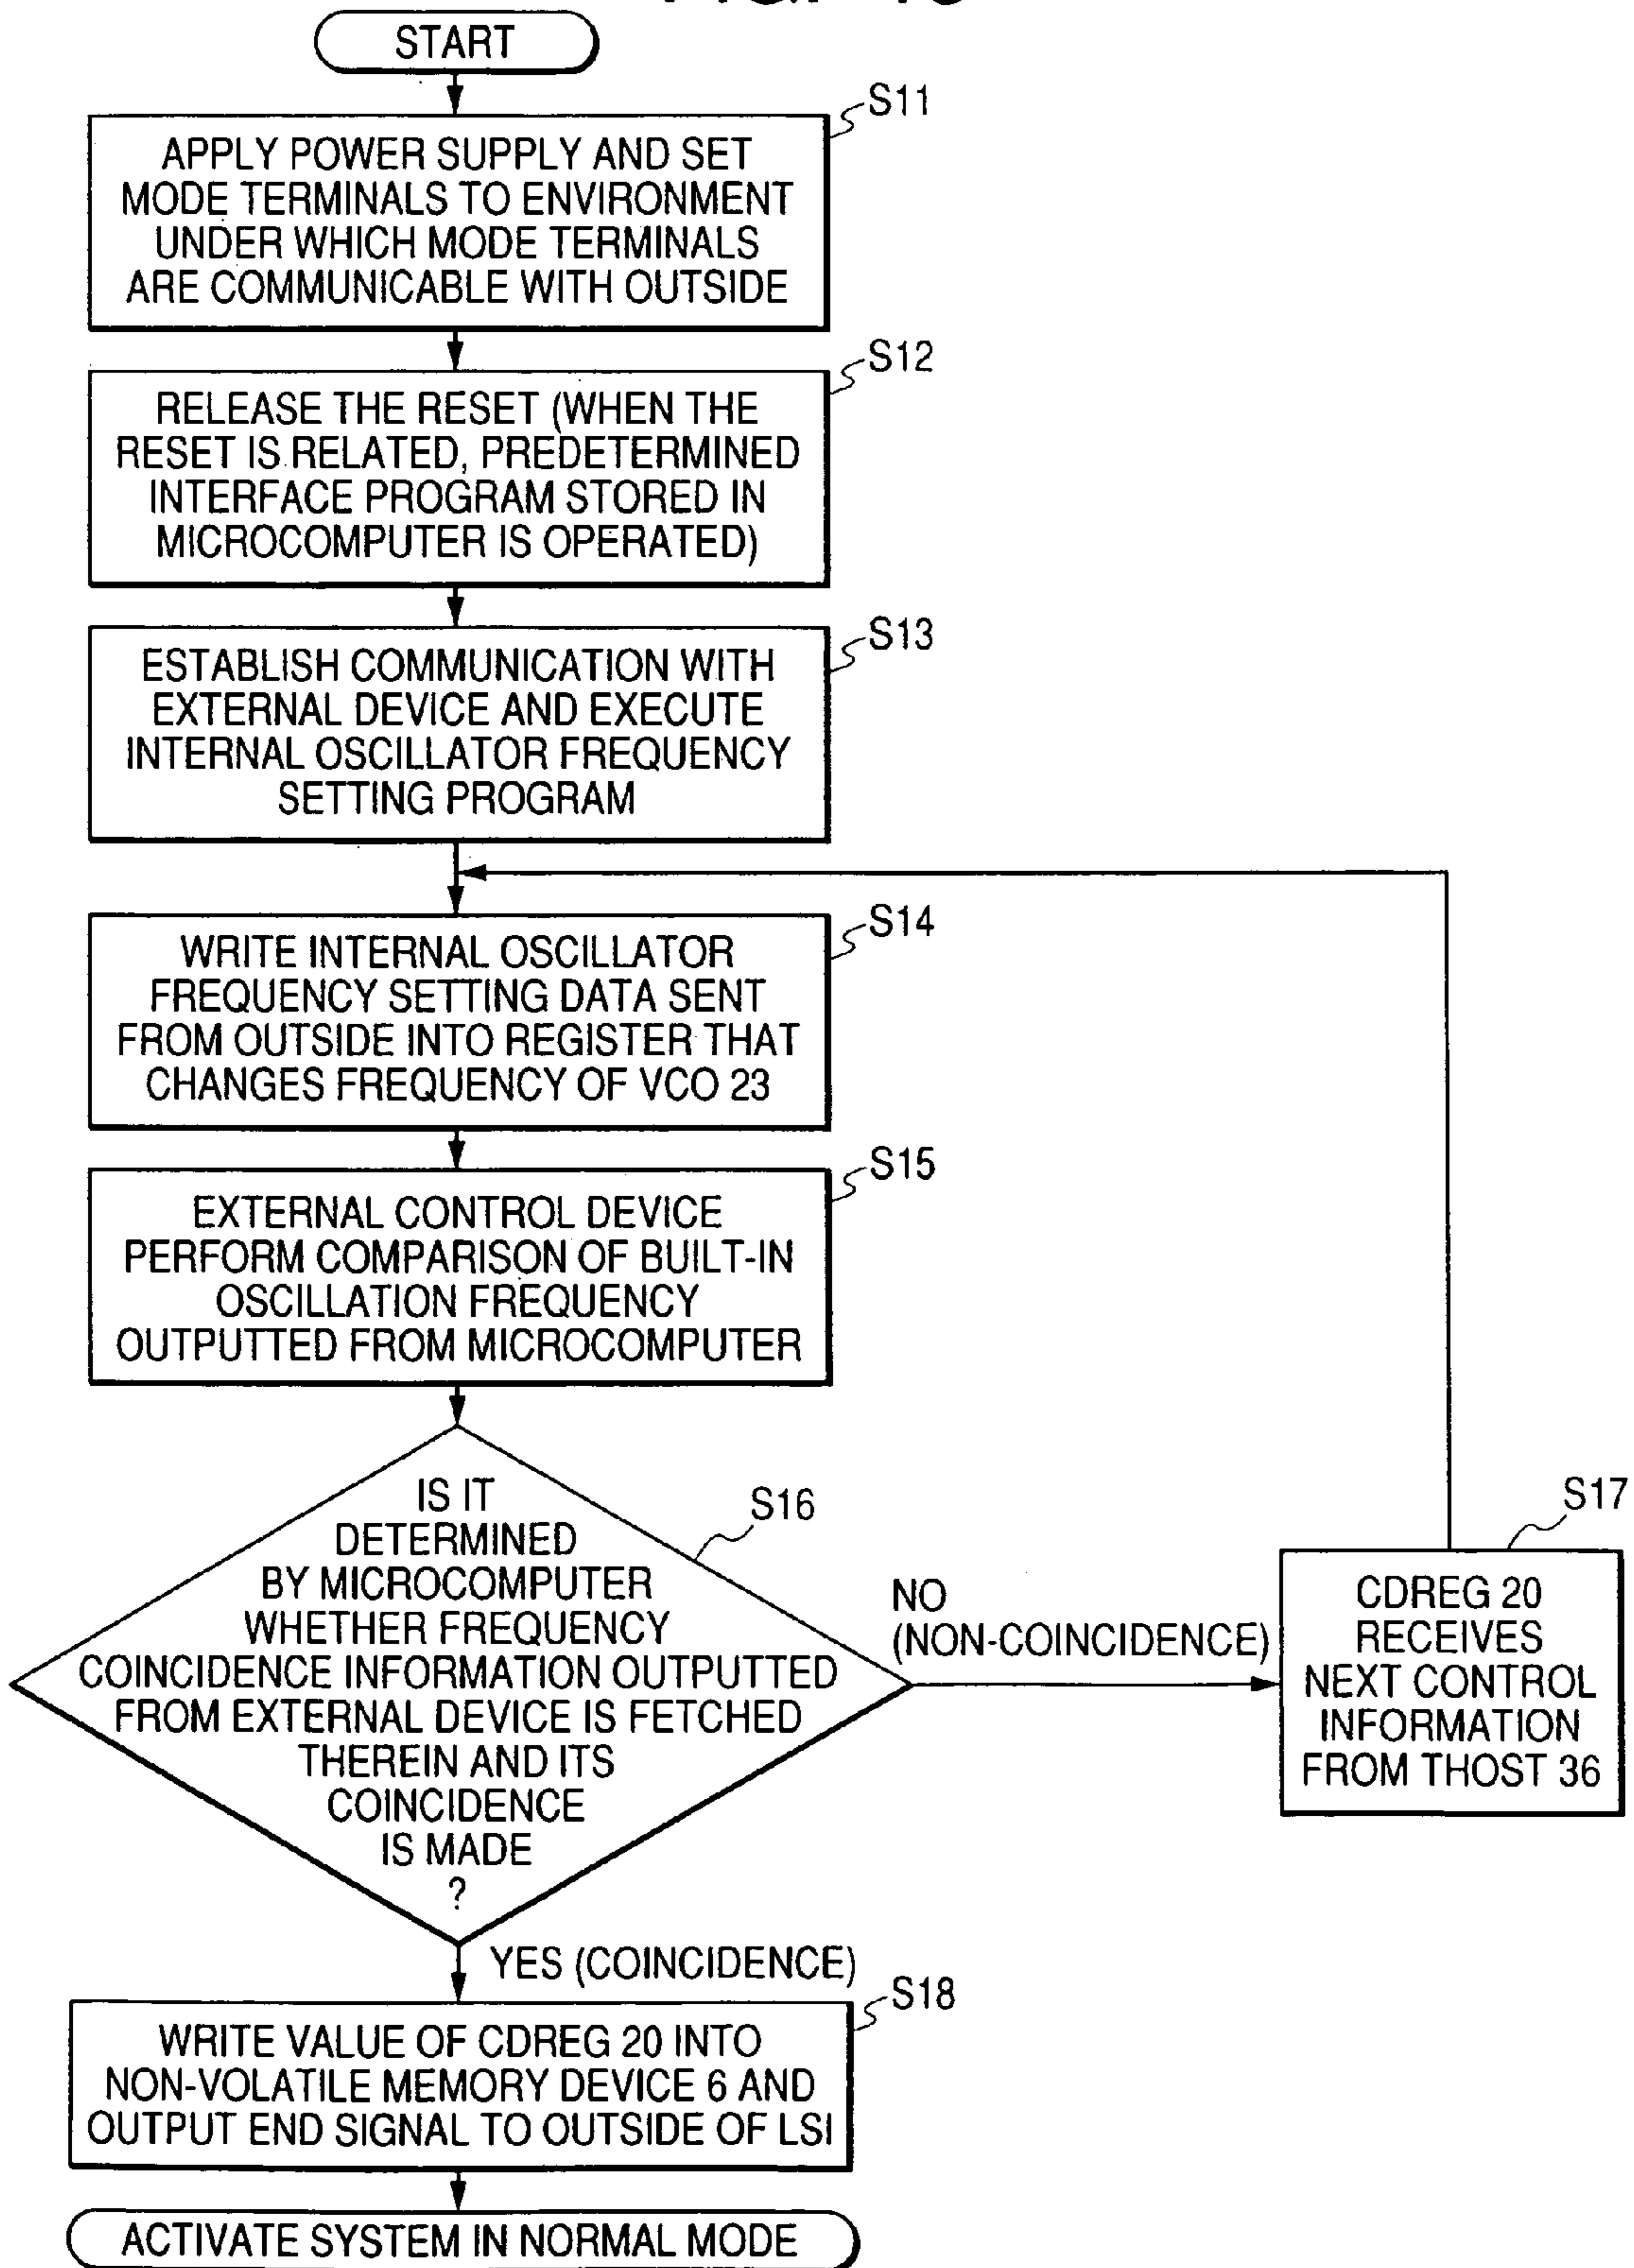 START
S11
APPLY POWER SUPPLY AND SET
MODE TERMINALS TO ENVIRONMENT
UNDER WHICH MODE TERMINALS
ARE COMMUNICABLE WITH OUTSIDE
S12
RELEASE THE RESET (WHEN THE
RESET IS RELATED, PREDETERMINED
INTERFACE PROGRAM STORED IN
MICROCOMPUTER IS OPERATED)
S13
ESTABLISH COMMUNICATION WITH
EXTERNAL DEVICE AND EXECUTE
INTERNAL OSCILLATOR FREQUENCY
SETTING PROGRAM
S14
WRITE INTERNAL OSCILLATOR
FREQUENCY SETTING DATA SENT
FROM OUTSIDE INTO REGISTER THAT
CHANGES FREQUENCY OF VCO 23
S15
EXTERNAL CONTROL DEVICE
PERFORM COMPARISON OF BUILT-IN
OSCILLATION FREQUENCY
OUTPUTTED FROM MICROCOMPUTER
S16
IS IT
DETERMINED
BY MICROCOMPUTER
WHETHER FREQUENCY
COINCIDENCE INFORMATION OUTPUTTED
FROM EXTERNAL DEVICE IS FETCHED
THEREIN AND ITS
COINCIDENCE
IS MADE
?
NO
(NON-COINCIDENCE)
S17
CDREG 20
RECEIVES
NEXT CONTROL
INFORMATION
FROM THOST 36
YES (COINCIDENCE)
S18
WRITE VALUE OF CDREG 20 INTO
NON-VOLATILE MEMORY DEVICE 6 AND
OUTPUT END SIGNAL TO OUTSIDE OF LSI
ACTIVATE SYSTEM IN NORMAL MODE